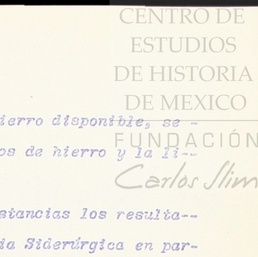 CENTRO DE
ESTUDIOS
DE HISTORIA
DE MEXICO
ierro disponible, se -
FUNDACIÓN
os de hierro y la li--
Carlos Slim
stancias los resulta--
ia Siderúrgica en par-